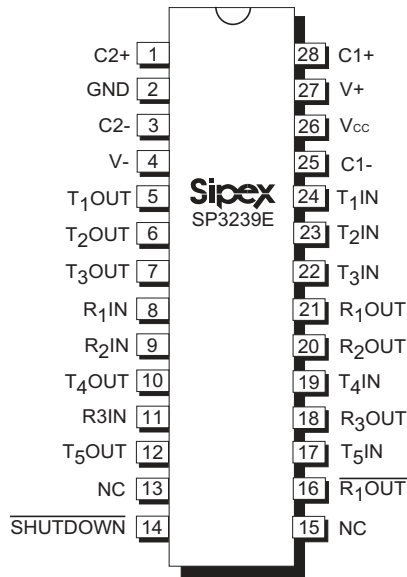 C2+ 1 28 C1+
GND 2 27 V+
C2- 3 26 VCC
V- 4 25 C1-
T1OUT 5 Sipex 24 T1IN
SP3239E
T2OUT 6 23 T2IN
T3OUT 7 22 T3IN
R1IN 8 21 R1OUT
R2IN 9 20 R2OUT
T4OUT 10 19 T4IN
R3IN 11 18 R3OUT
T5OUT 12 17 T5IN
NC 13 16 R1OUT
SHUTDOWN 14 15 NC